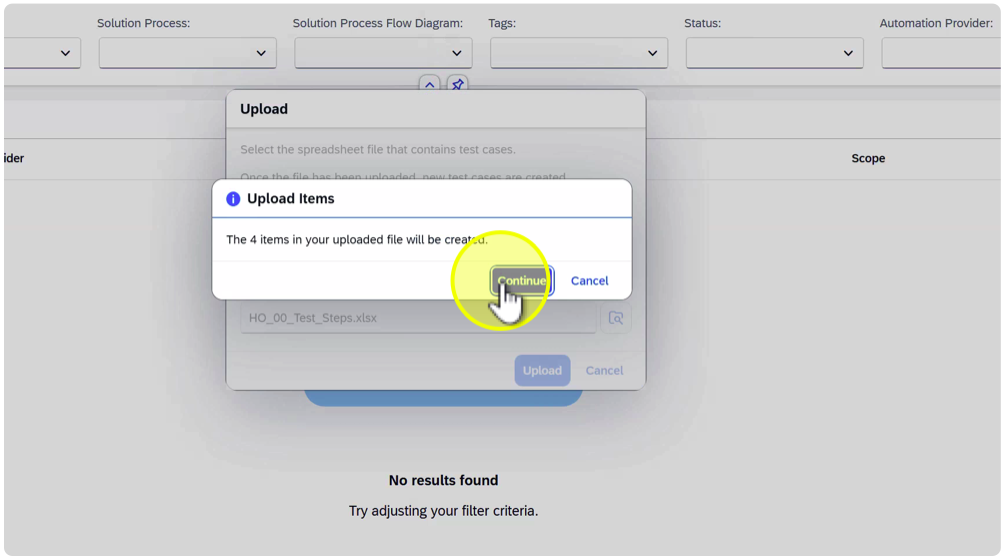 Solution Process: Solution Process Flow Diagram: Tags: Status: Automation Provider:
Upload
ider Scope
Select the spreadsheet file that contains test cases.
Once the file has been uploaded, new test cases are created
Upload Items
The 4 items in your uploaded file will be created.
Continue Cancel
HO_00_Test_Steps.xlsx
Upload Cancel
No results found
Try adjusting your filter criteria.